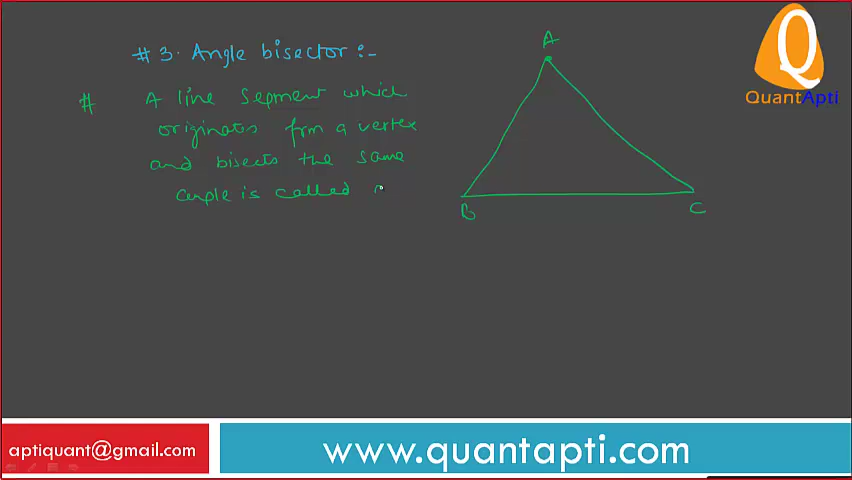 # 3. Angle bisector :-
# A line Segment which
originates from a vertex
and bisects the same
angle is called
A
B
C
Q
QuantApti
aptiquant@gmail.com
www.quantapti.com